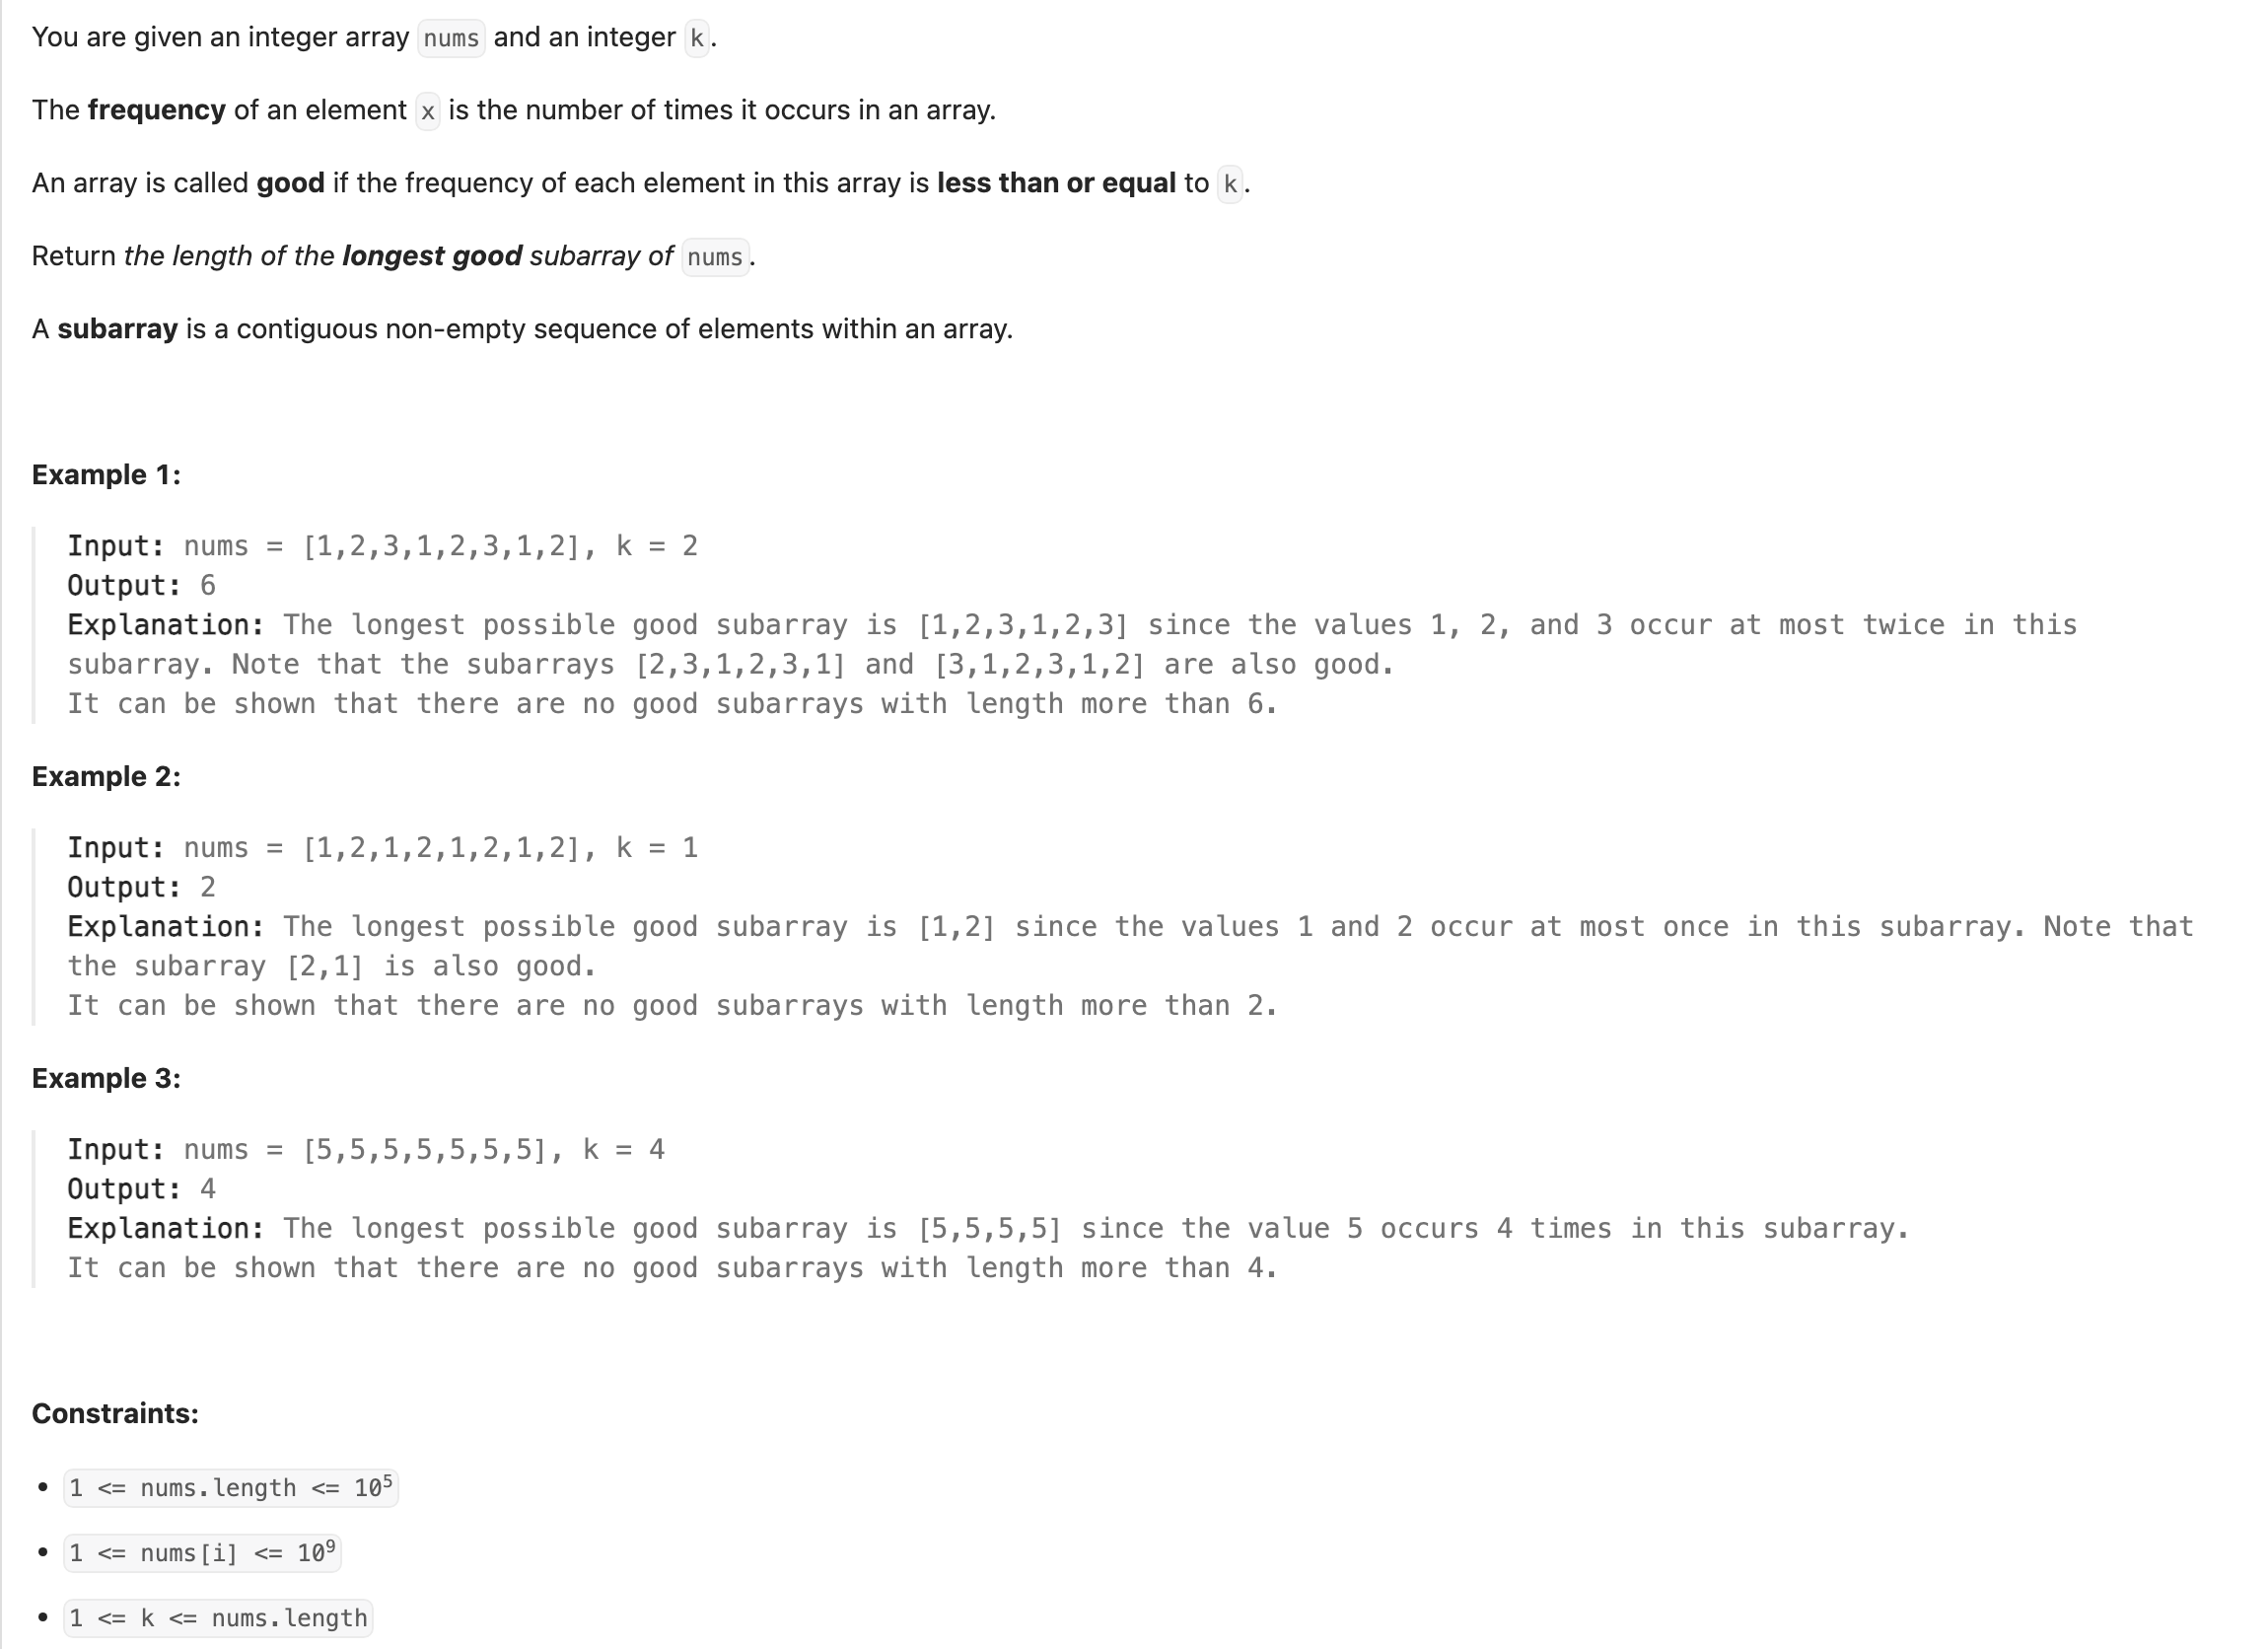 You are given an integer array nums and an integer k.
The frequency of an element x is the number of times it occurs in an array.
An array is called good if the frequency of each element in this array is less than or equal to k.
Return the length of the longest good subarray of nums.
A subarray is a contiguous non-empty sequence of elements within an array.
Example 1:
Input: nums = [1,2,3,1,2,3,1,2], k = 2
Output: 6
Explanation: The longest possible good subarray is [1,2,3,1,2,3] since the values 1, 2, and 3 occur at most twice in this
subarray. Note that the subarrays [2,3,1,2,3,1] and [3,1,2,3,1,2] are also good.
It can be shown that there are no good subarrays with length more than 6.
Example 2:
Input: nums = [1,2,1,2,1,2,1,2], k = 1
Output: 2
Explanation: The longest possible good subarray is [1,2] since the values 1 and 2 occur at most once in this subarray. Note that
the subarray [2,1] is also good.
It can be shown that there are no good subarrays with length more than 2.
Example 3:
Input: nums = [5,5,5,5,5,5,5], k = 4
Output: 4
Explanation: The longest possible good subarray is [5,5,5,5] since the value 5 occurs 4 times in this subarray.
It can be shown that there are no good subarrays with length more than 4.
Constraints:
• 1 <= nums.length <= 10⁵
• 1 <= nums[i] <= 10⁹
• 1 <= k <= nums.length